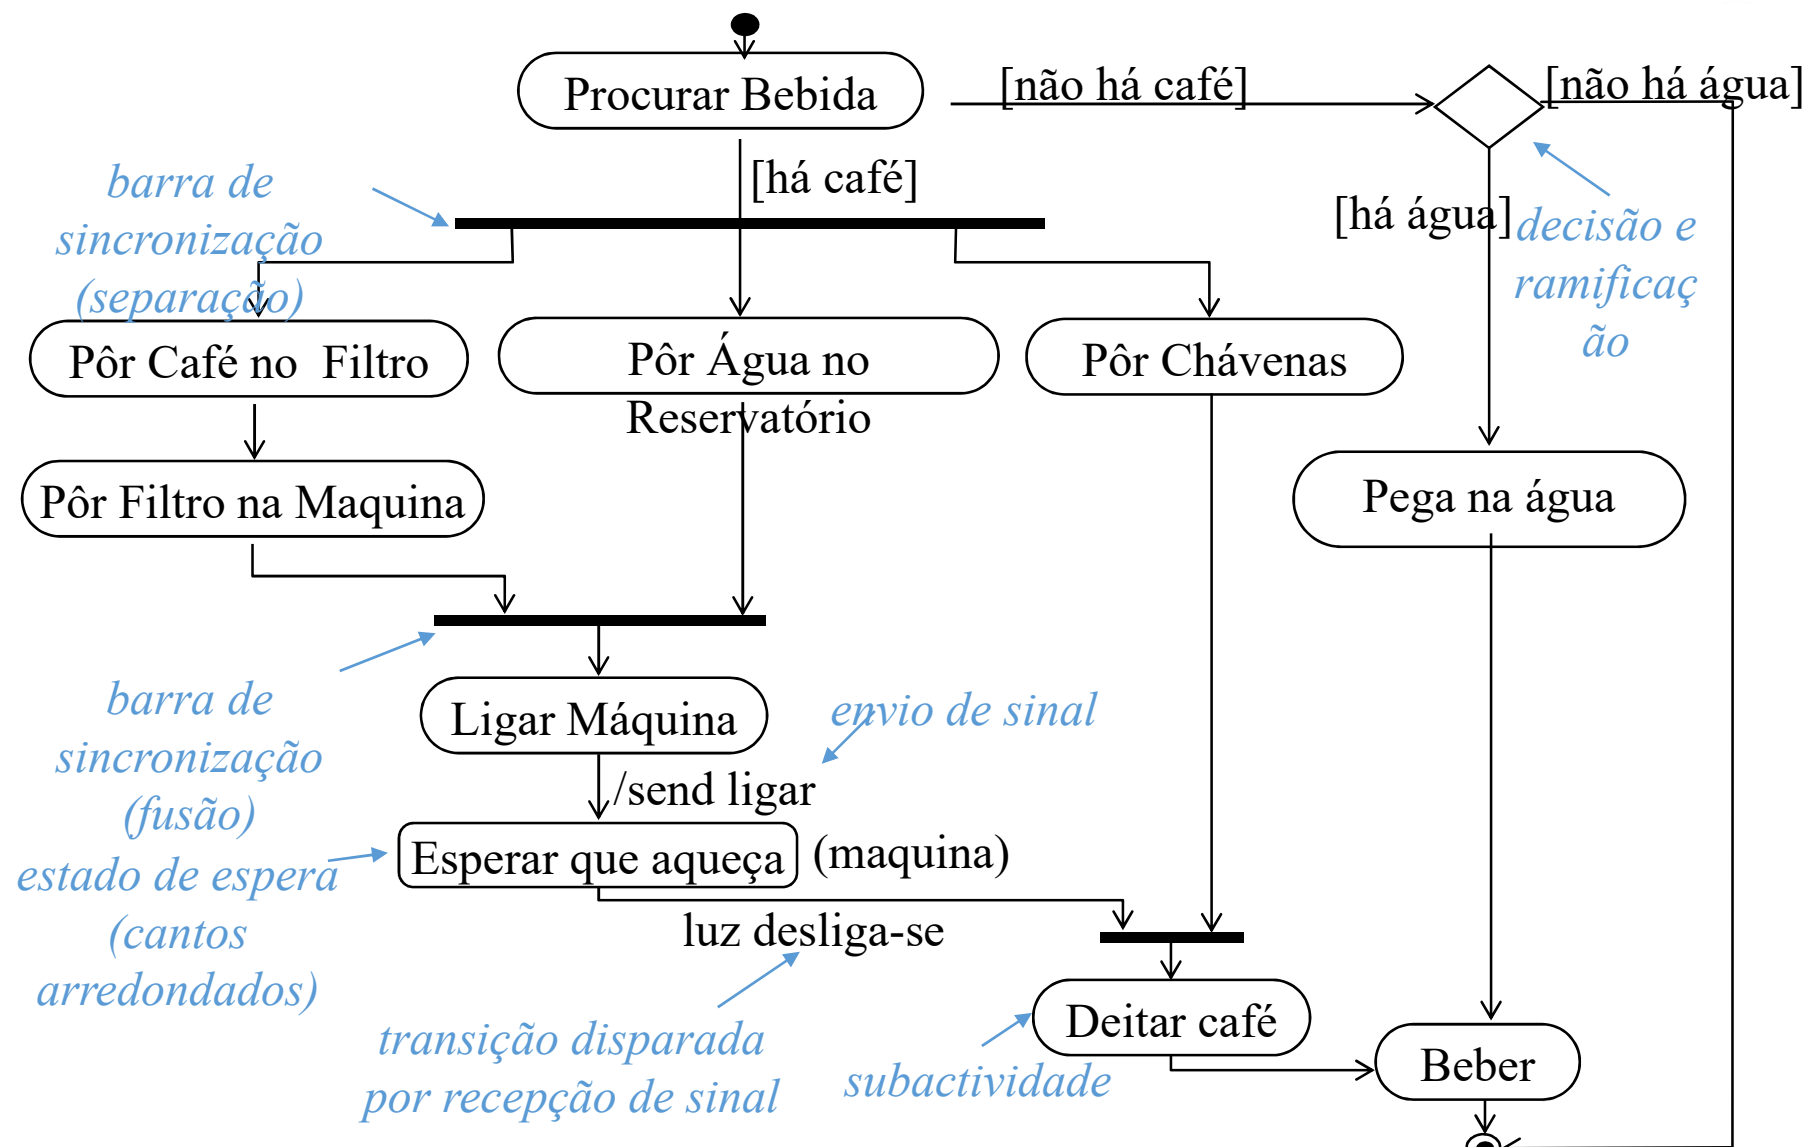 Procurar Bebida
[não há café]
[não há água]
[há café]
barra de
sincronização
(separação)
[há água]
decisão e
ramificaç
ão
Pôr Café no  Filtro
Pôr Água no
Reservatório
Pôr Chávenas
Pôr Filtro na Maquina
Pega na água
barra de
sincronização
(fusão)
Ligar Máquina
envio de sinal
/send ligar
(maquina)
Esperar que aqueça
estado de espera
(cantos
arredondados)
luz desliga-se
transição disparada
por recepção de sinal
Deitar café
subactividade
Beber